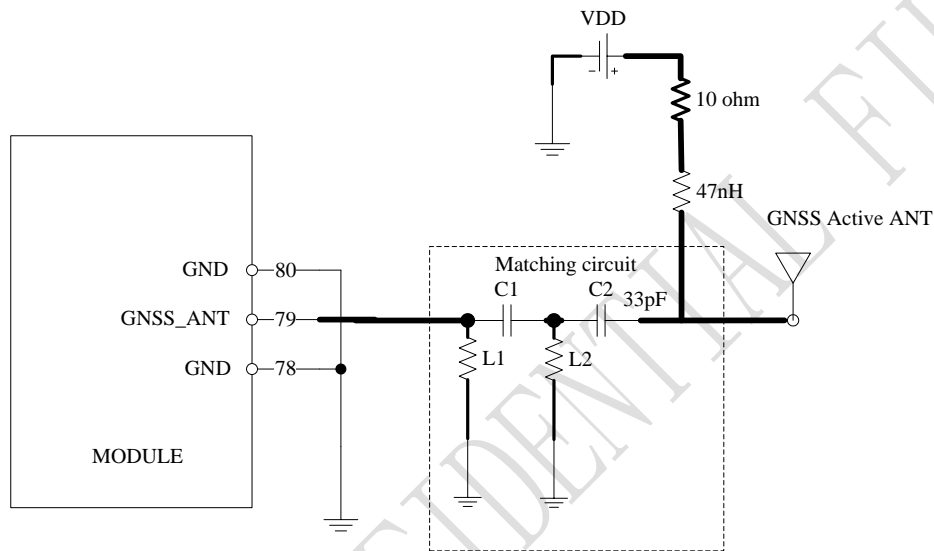 VDD
- +
10 ohm
47nH
GNSS Active ANT
Matching circuit
C1
C2
33pF
L1
L2
GND
80
GNSS_ANT
79
GND
78
MODULE